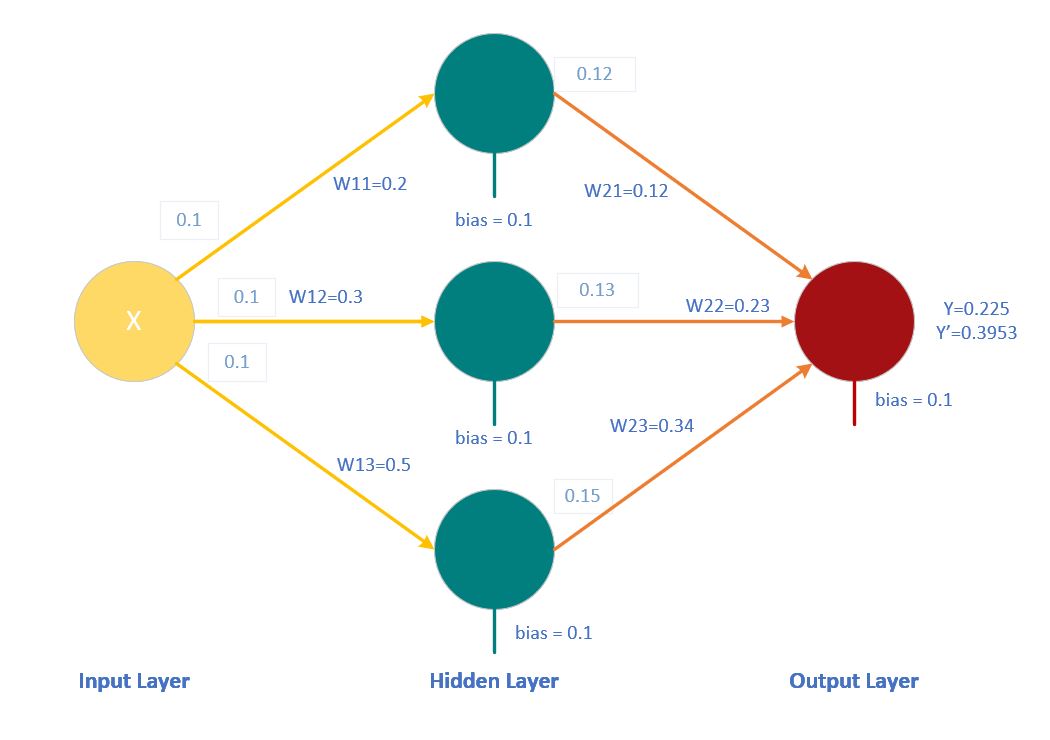 0.12
W11=0.2
W21=0.12
0.1
bias = 0.1
X
0.1
W12=0.3
0.13
W22=0.23
Y=0.225
Y’=0.3953
0.1
bias = 0.1
bias = 0.1
W23=0.34
W13=0.5
0.15
bias = 0.1
Input Layer
Hidden Layer
Output Layer